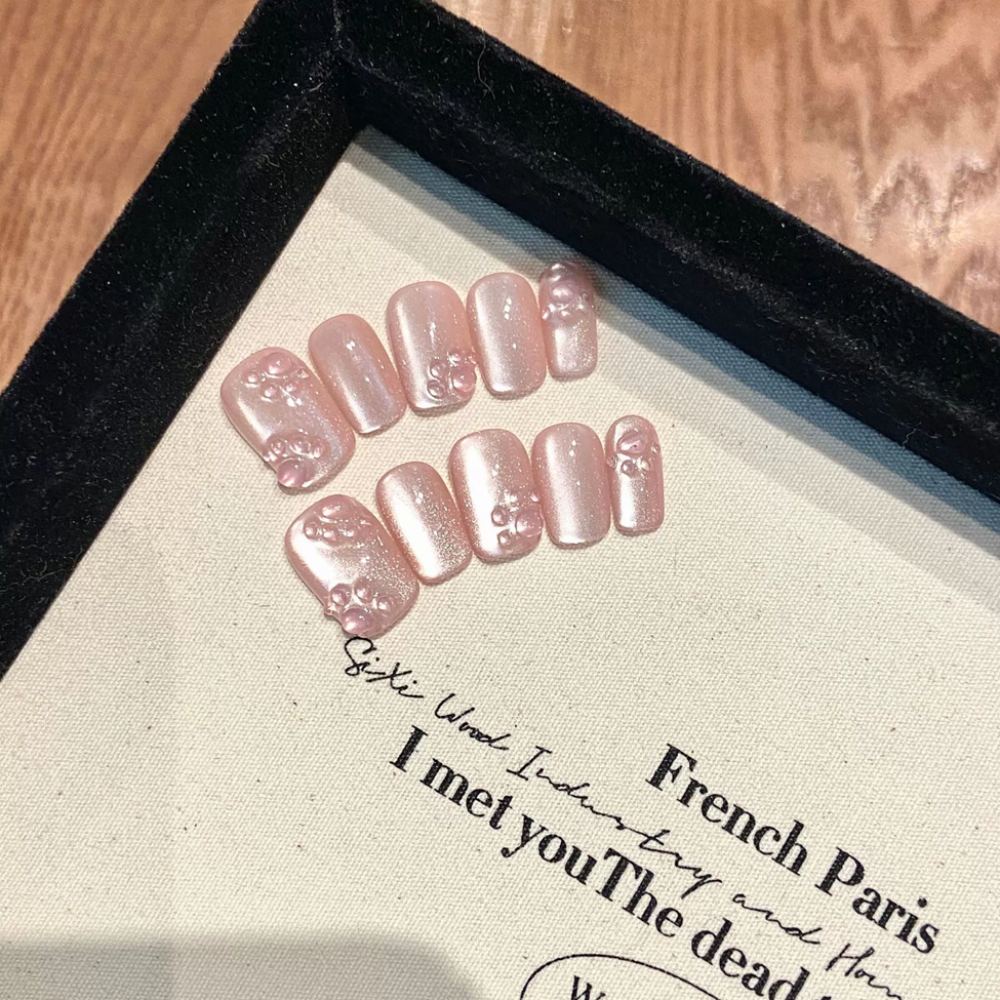 French Paris
SiXi Wood Industry and
I met youThe dead